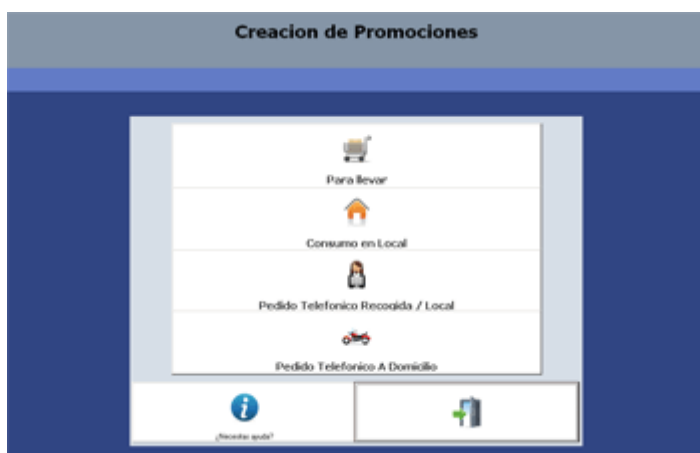 Creacion de Promociones
Para llevar
Consumo en Local
Pedido Telefonico Recogida / Local
Pedido Telefonico A Domicilio
¿Necesitas ayuda?